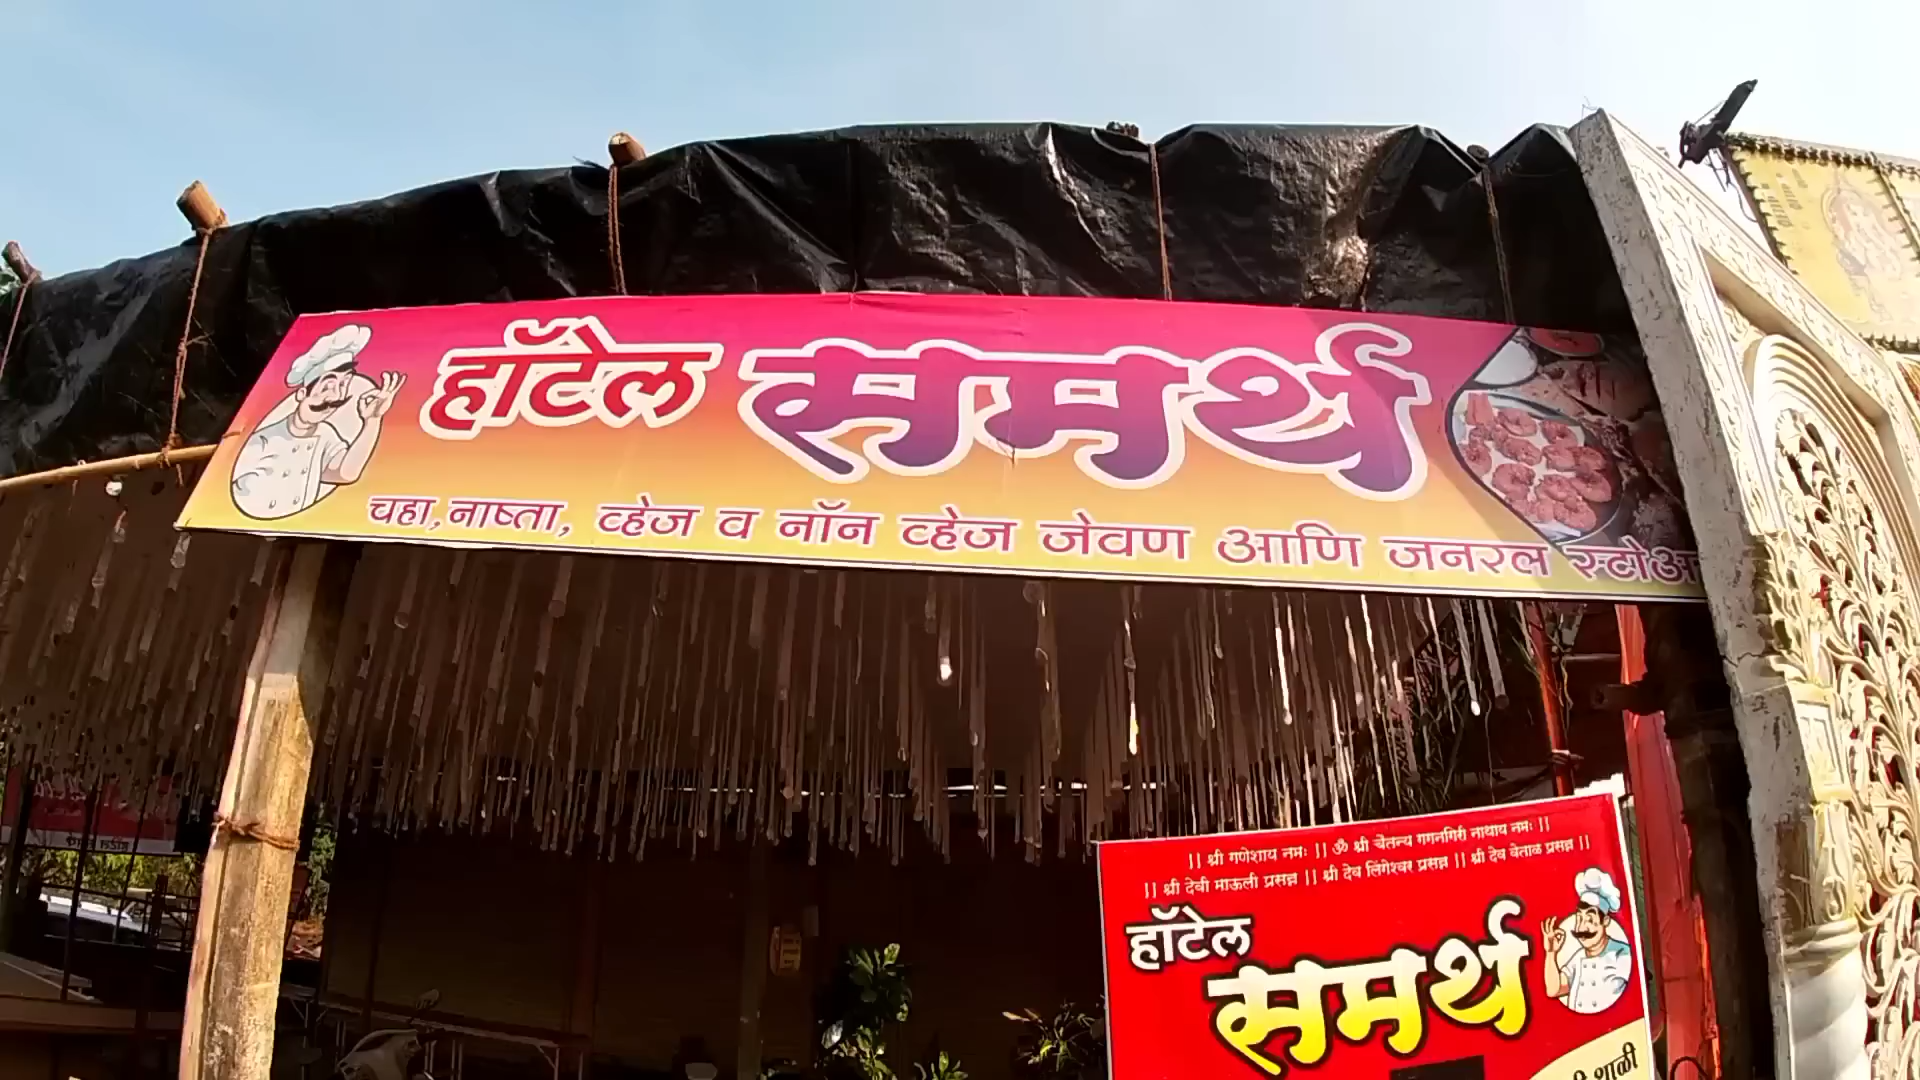 हॉटेल समर्थ
चहा, नाष्ता, व्हेज व नॉन व्हेज जेवण आणि जनरल
|| श्री गणेशाय नमः || ॐ श्री चैतन्य गगनगिरी नाथाय नमः ||
|| श्री देवी माऊली प्रसन्न || श्री देव लिंगेश्वर प्रसन्न || श्री देव वेताळ प्रसन्न ||
हॉटेल
समर्थ
थाळी